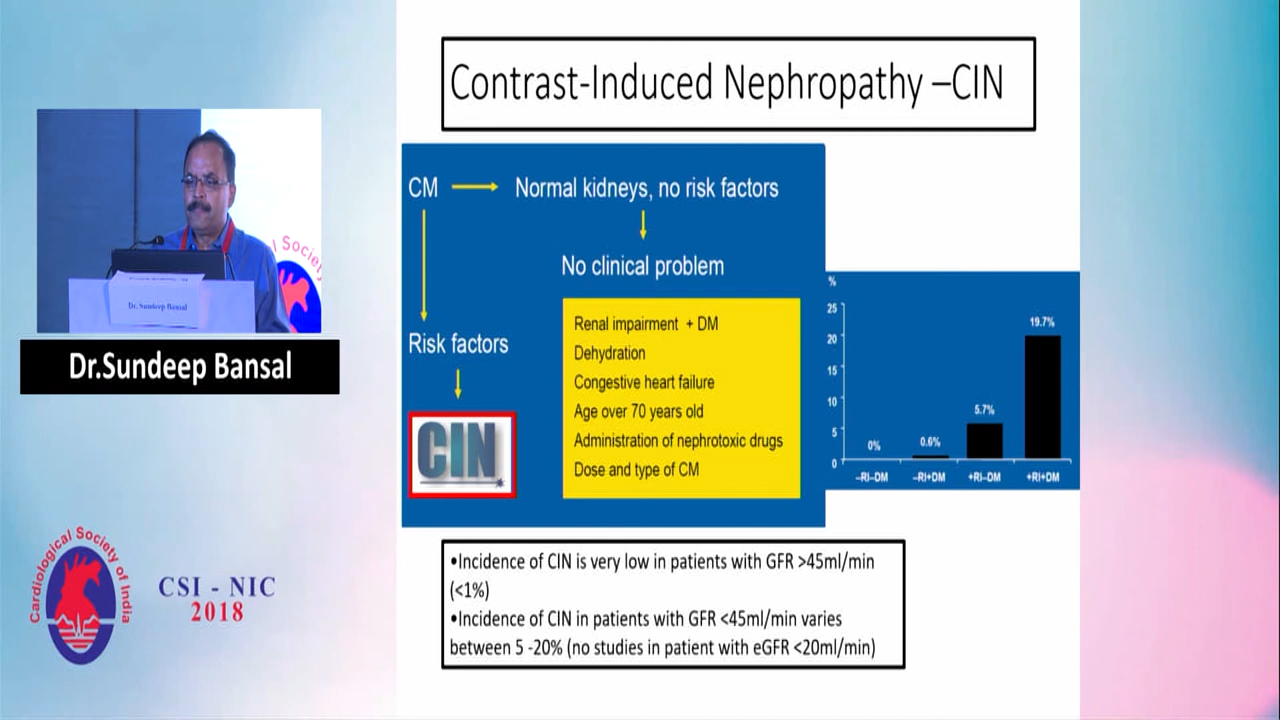 Contrast-Induced Nephropathy –CIN
CM
Normal kidneys, no risk factors
No clinical problem
Risk factors
CIN
Renal impairment + DM
Dehydration
Congestive heart failure
Age over 70 years old
Administration of nephrotoxic drugs
Dose and type of CM
%
25
20
15
10
5
0
0%
0.6%
5.7%
19.7%
–RI–DM
–RI+DM
+RI–DM
+RI+DM
•Incidence of CIN is very low in patients with GFR >45ml/min
(<1%)
•Incidence of CIN in patients with GFR <45ml/min varies
between 5 -20% (no studies in patient with eGFR <20ml/min)
l Society
Dr. Sundeep Bansal
Dr.Sundeep Bansal
Cardiological Society of India
CSI - NIC
2018